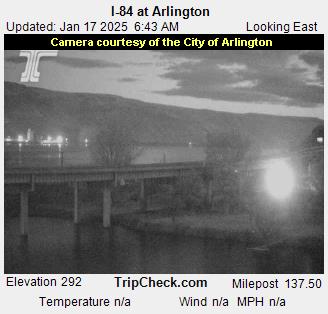 I-84 at Arlington
Updated: Jan 17 2025 6:43 AM Looking East
Camera courtesy of the City of Arlington
Elevation 292 TripCheck.com Milepost 137.50
Temperature n/a Wind n/a MPH n/a